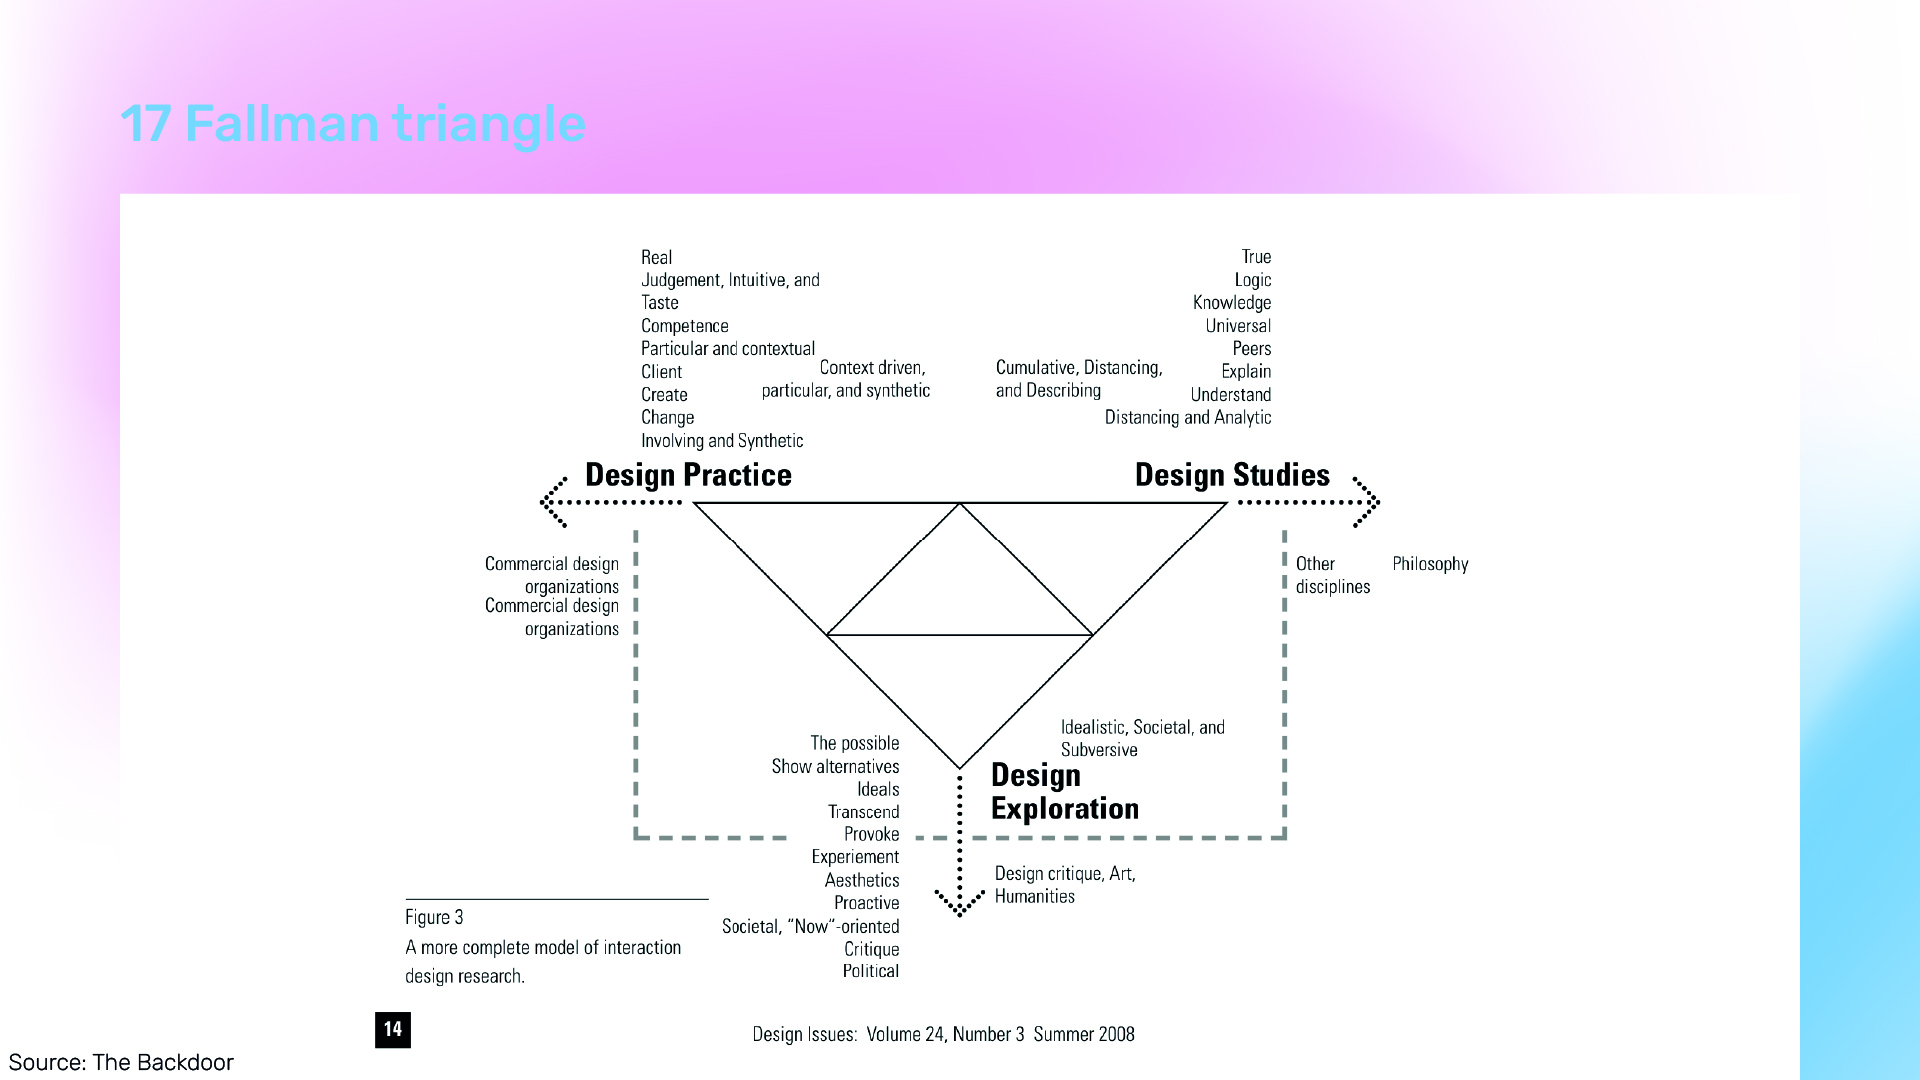 17 Fallman triangle
Real
Judgement, Intuitive, and
Taste
Competence
Particular and contextual
Client
Create
Change
Involving and Synthetic
Context driven,
particular, and synthetic
Cumulative, Distancing,
and Describing
True
Logic
Knowledge
Universal
Peers
Explain
Understand
Distancing and Analytic
Design Practice
Design Studies
Commercial design
organizations
Commercial design
organizations
Other
disciplines
Philosophy
Idealistic, Societal, and
Subversive
Design
Exploration
The possible
Show alternatives
Ideals
Transcend
Provoke
Experiement
Aesthetics
Proactive
Societal, “Now”-oriented
Critique
Political
Design critique, Art,
Humanities
Figure 3
A more complete model of interaction
design research.
14
Design Issues: Volume 24, Number 3 Summer 2008
Source: The Backdoor